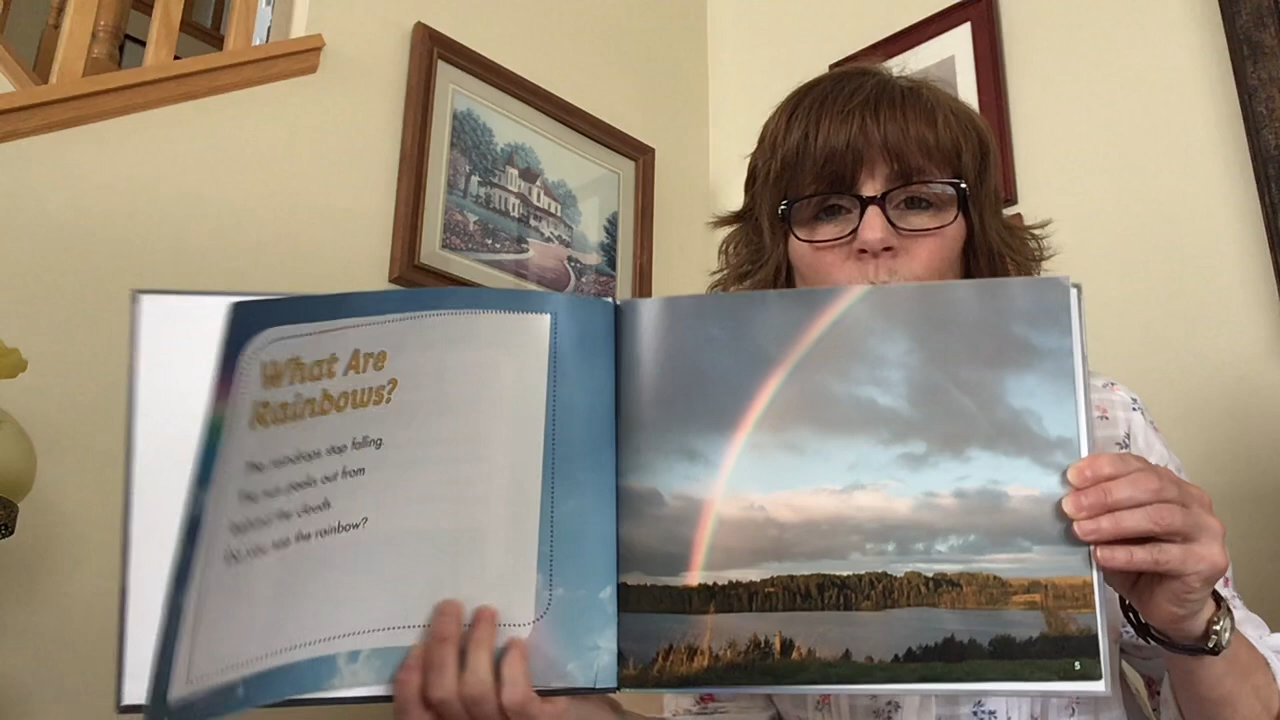 What Are
Rainbows?
The raindrops stop falling.
The sun peeks out from
behind the clouds.
Do you see the rainbow?
5